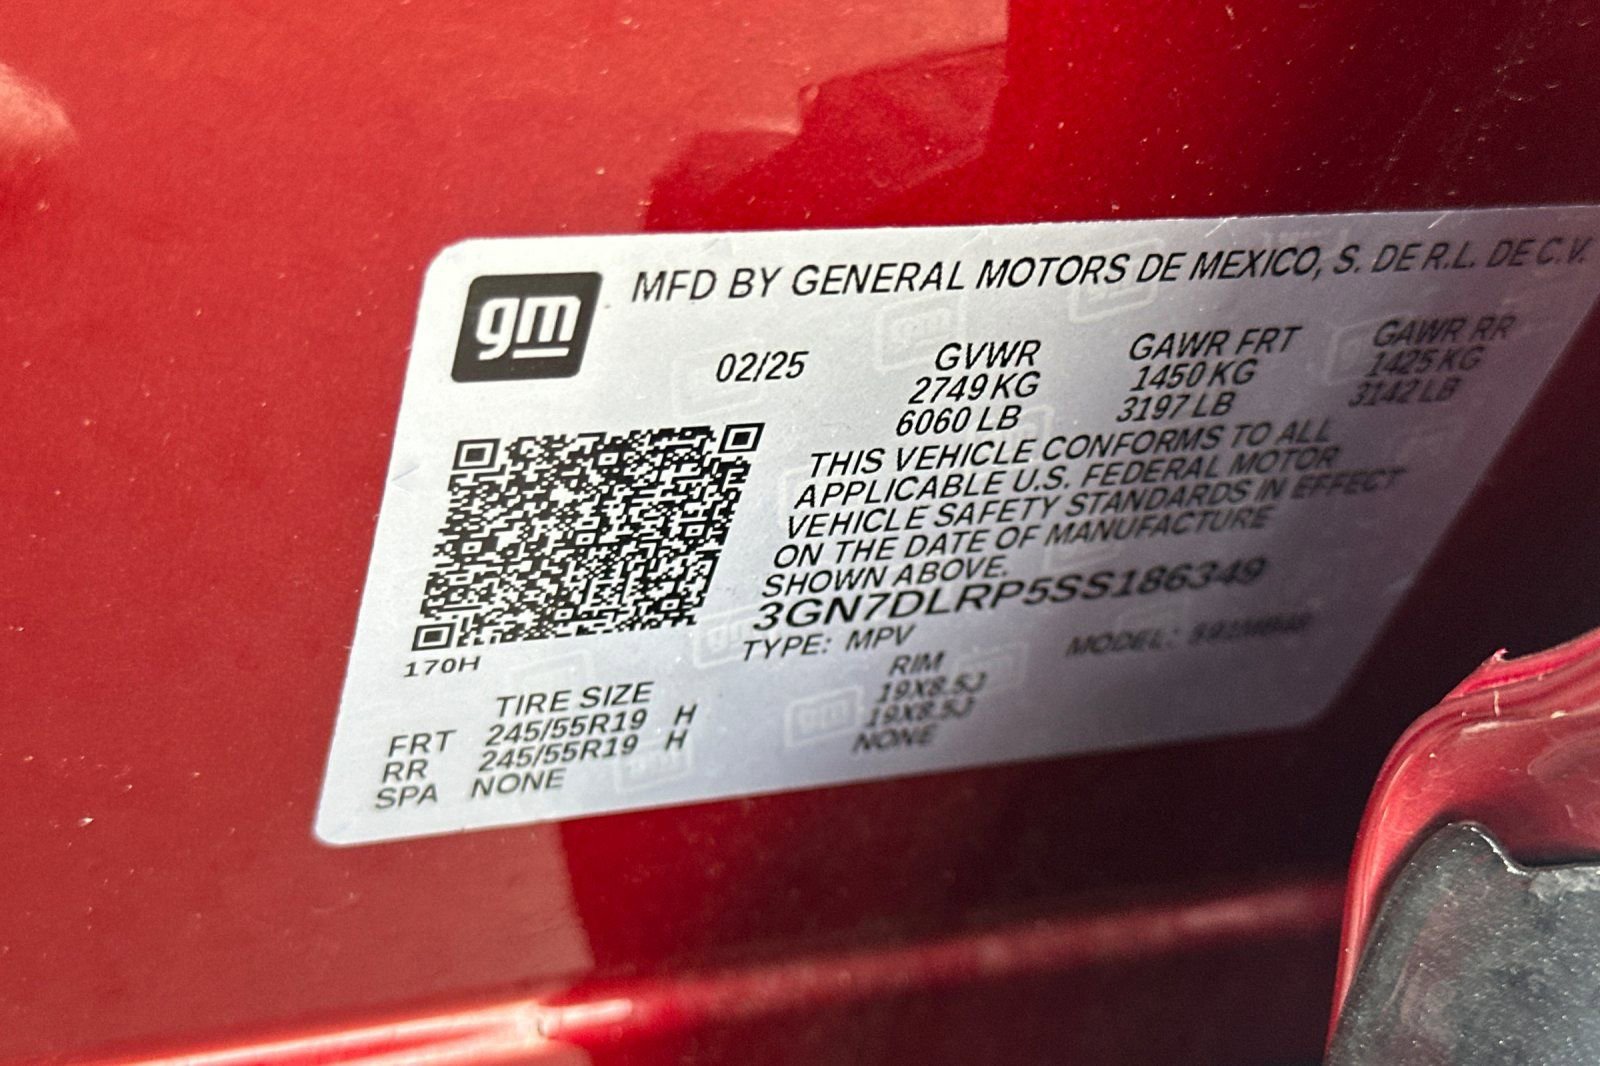 gm
MFD BY GENERAL MOTORS DE MEXICO, S. DE R.L. DE C.V.
02/25 GVWR GAWR FRT GAWR RR
2749 KG 1450 KG 1425 KG
6060 LB 3197 LB 3142 LB
THIS VEHICLE CONFORMS TO ALL
APPLICABLE U.S. FEDERAL MOTOR
VEHICLE SAFETY STANDARDS IN EFFECT
ON THE DATE OF MANUFACTURE
SHOWN ABOVE.
3GN7DLRP5SS186349
TYPE: MPV MODEL:
170H
TIRE SIZE RIM
FRT 245/55R19 H 19X8.5J
RR 245/55R19 H 19X8.5J
SPA NONE NONE